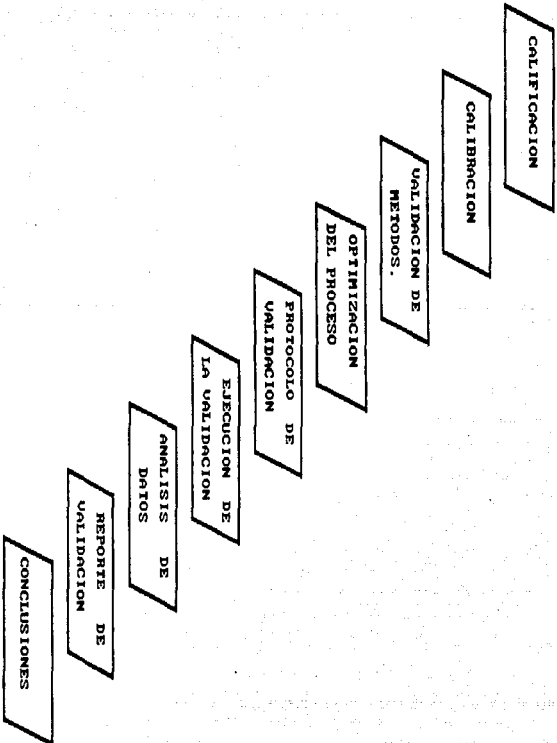 CALIFICACION
CALIBRACION
VALIDACION DE
METODOS.
OPTIMIZACION
DEL PROCESO
PROTOCOLO DE
VALIDACION
EJECUCION DE
LA VALIDACION
ANALISIS DE
DATOS
REPORTE DE
VALIDACION
CONCLUSIONES